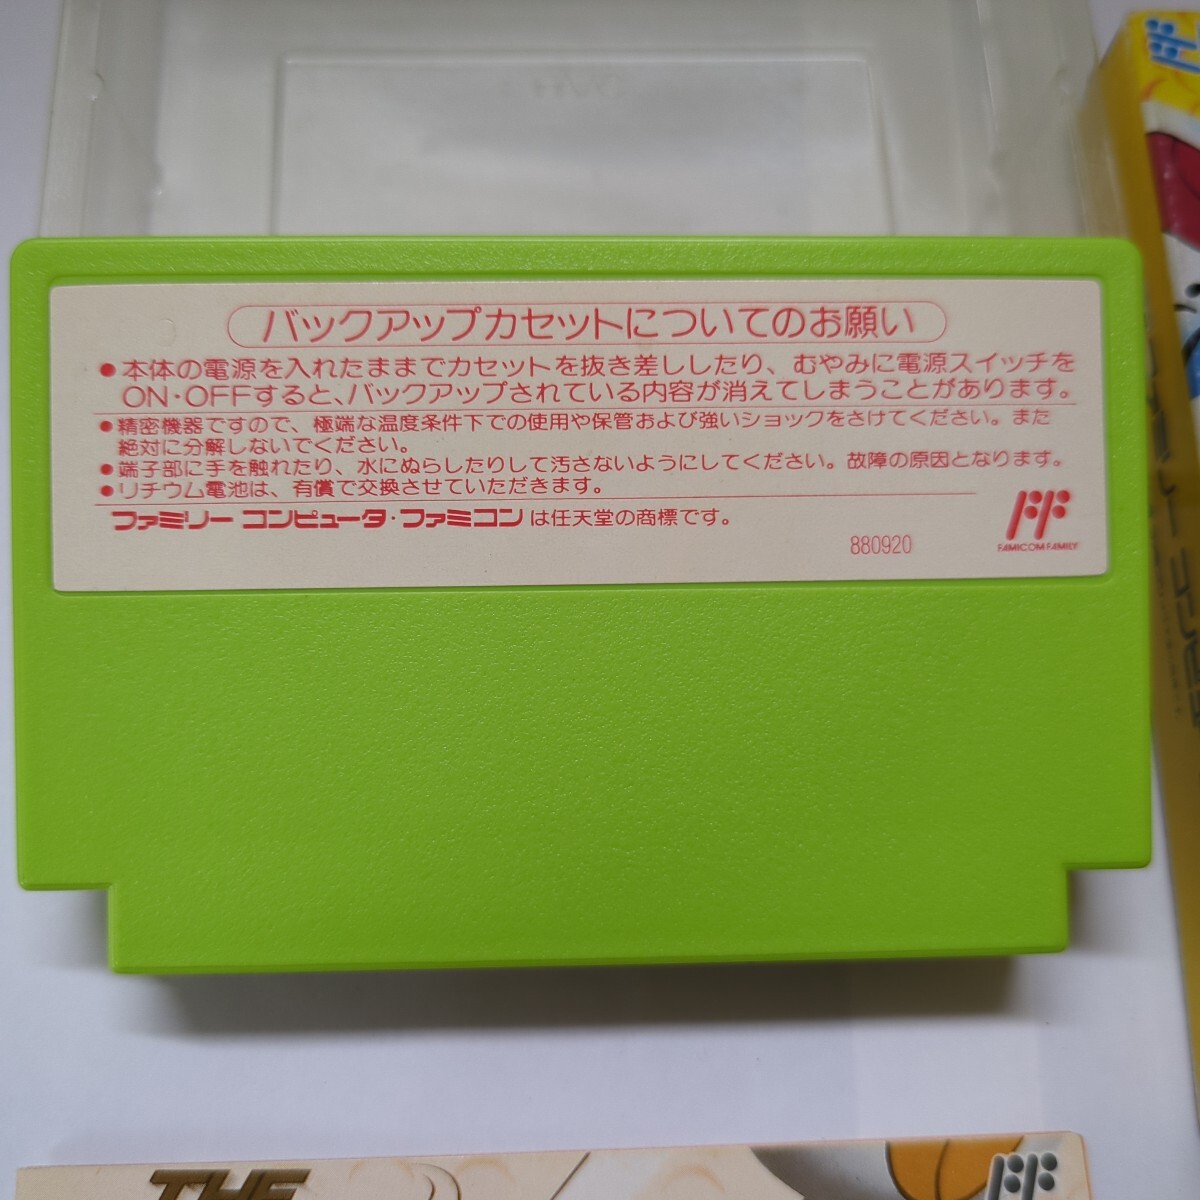 バックアップカセットについてのお願い
●本体の電源を入れたままでカセットを抜き差ししたり、むやみに電源スイッチを
ON・OFFすると、バックアップされている内容が消えてしまうことがあります。
●精密機器ですので、極端な温度条件下での使用や保管および強いショックをさけてください。また
絶対に分解しないでください。
●端子部に手を触れたり、水にぬらしたりして汚さないようにしてください。故障の原因となります。
●リチウム電池は、有償で交換させていただきます。
ファミリー コンピュータ・ファミコンは任天堂の商標です。
880920
FAMICOM FAMILY
THE